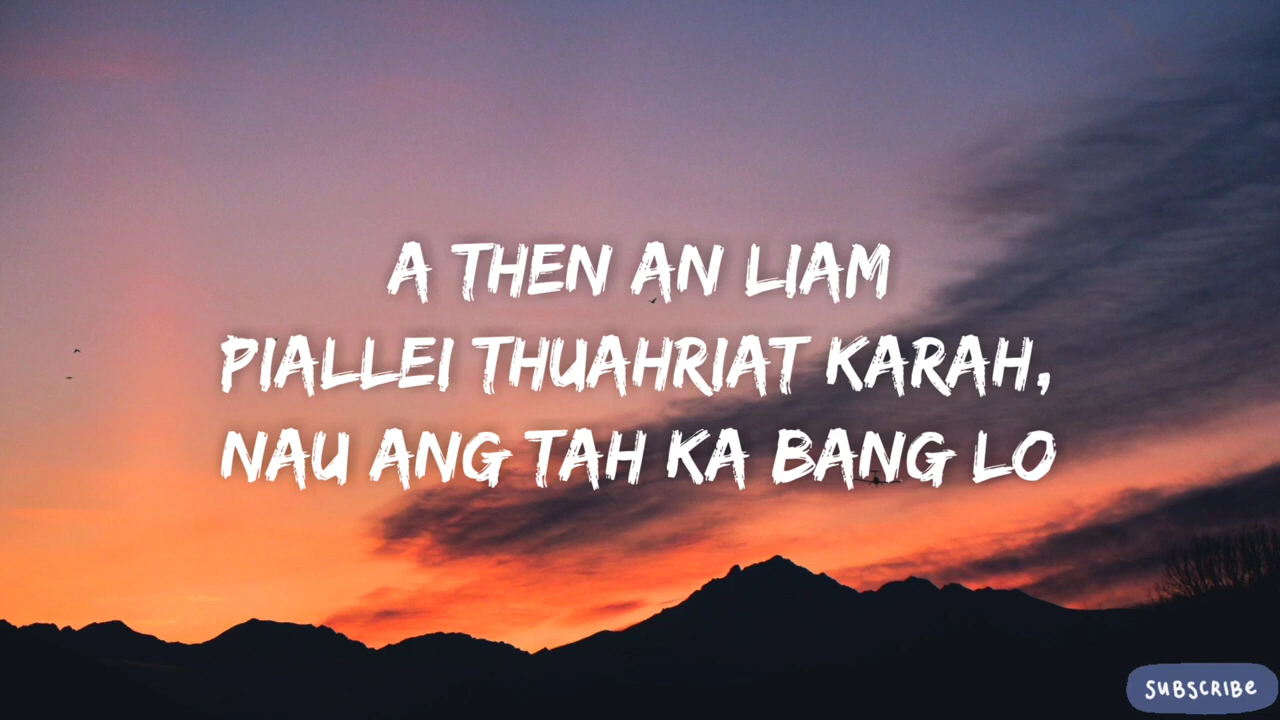 A THEN AN LIAM
PIALLEI THUAHRIAT KARAH,
NAU ANG TAH KA BANG LO
SUBSCRIBE